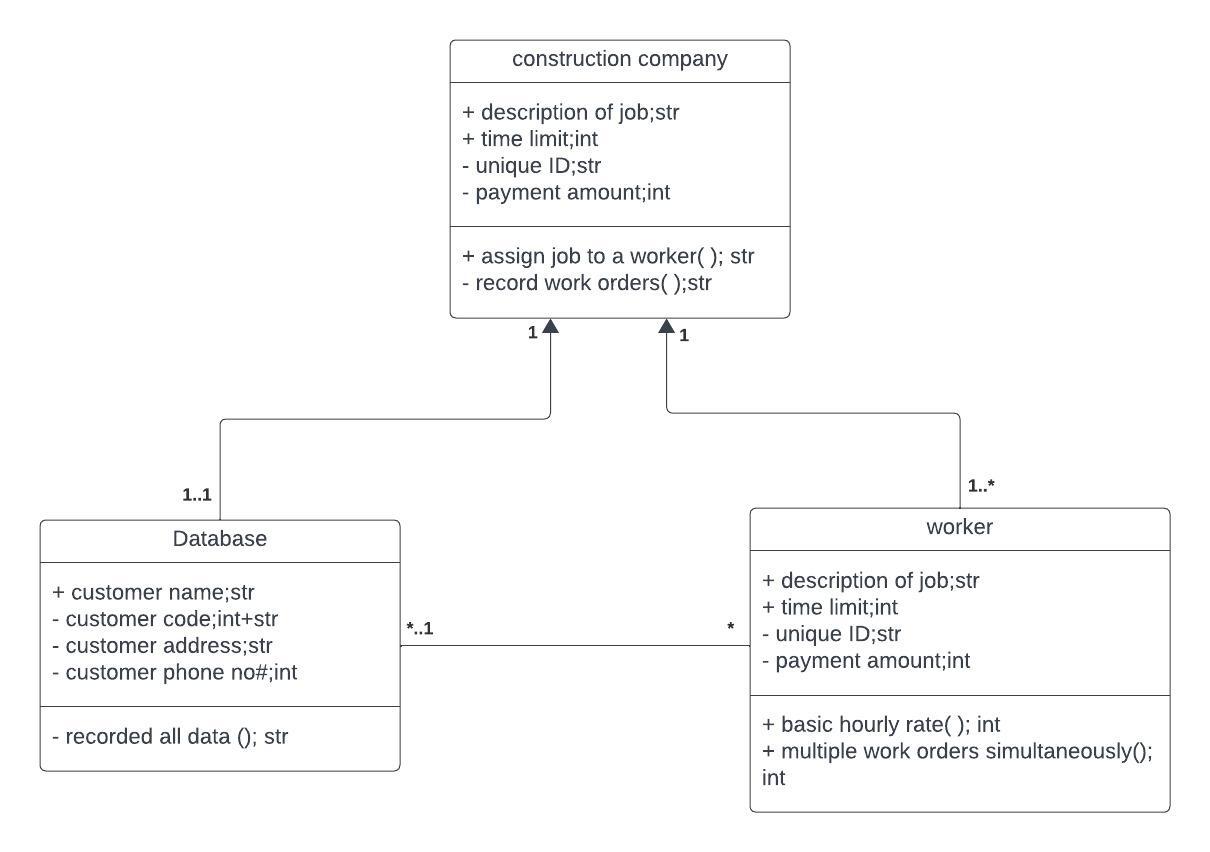 construction company
+ description of job;str
+ time limit;int
- unique ID;str
- payment amount;int
+ assign job to a worker( ); str
- record work orders( );str
1
1
1..1
1..*
Database
+ customer name;str
- customer code;int+str
- customer address;str
- customer phone no#;int
- recorded all data (); str
*..1
*
worker
+ description of job;str
+ time limit;int
- unique ID;str
- payment amount;int
+ basic hourly rate( ); int
+ multiple work orders simultaneously();
int